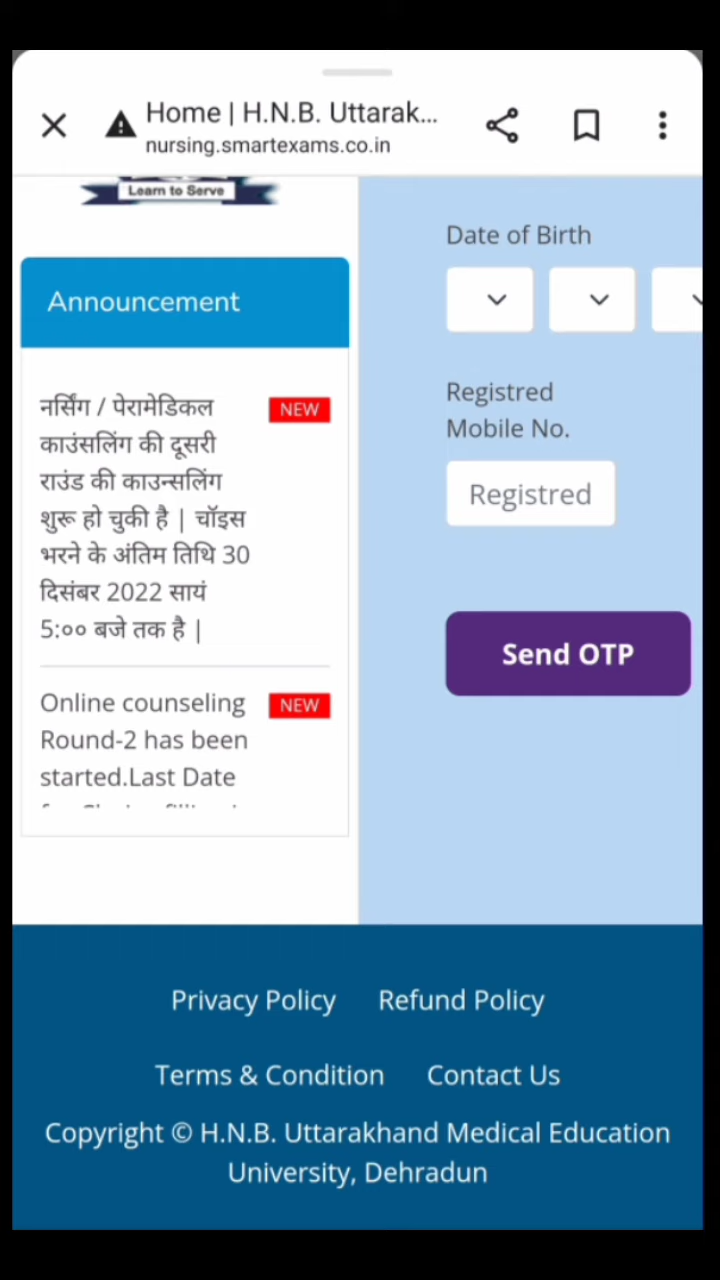 Home | H.N.B. Uttarak...
nursing.smartexams.co.in
Learn to Serve
Announcement
नर्सिंग / पेरामेडिकल NEW
काउंसलिंग की दूसरी
राउंड की काउन्सलिंग
शुरू हो चुकी है | चॉइस
भरने के अंतिम तिथि 30
दिसंबर 2022 सायं
5:०० बजे तक है |
Online counseling NEW
Round-2 has been
started.Last Date
Date of Birth
Registred
Mobile No.
Registred
Send OTP
Privacy Policy Refund Policy
Terms & Condition Contact Us
Copyright © H.N.B. Uttarakhand Medical Education
University, Dehradun